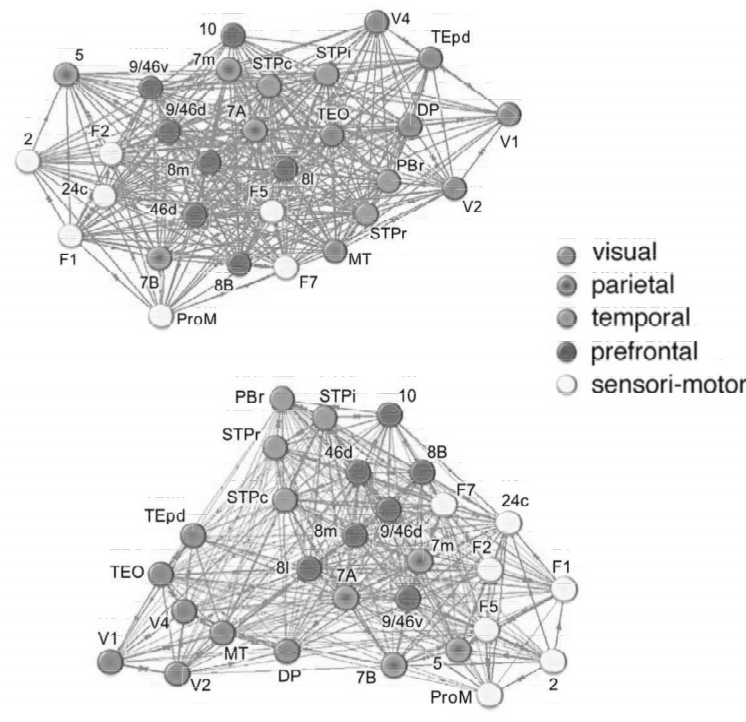 10
V4
TEpd
5
9/46v
7m
STPc
STPi
9/46d
7A
TEO
DP
V1
2
F2
8m
8l
PBr
24c
F5
V2
46d
STPr
F1
7B
8B
F7
MT
ProM
visual
parietal
temporal
prefrontal
sensori-motor
PBr
STPi
10
STPr
46d
8B
STPc
F7
24c
TEpd
8m
9/46d
7m
F2
TEO
8l
7A
F1
V4
9/46v
F5
V1
MT
V2
DP
7B
5
2
ProM